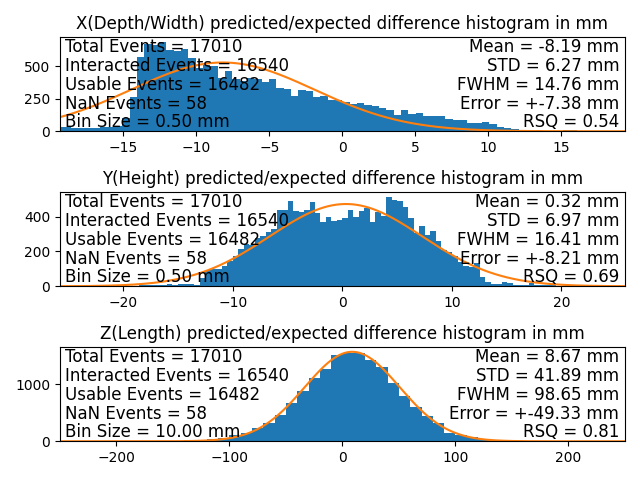 X(Depth/Width) predicted/expected difference histogram in mm
Total Events = 17010 Mean = -8.19 mm
Interacted Events = 16540 STD = 6.27 mm
Usable Events = 16482 FWHM = 14.76 mm
NaN Events = 58 Error = +-7.38 mm
Bin Size = 0.50 mm RSQ = 0.54
500
250
0
−15 −10 −5 0 5 10 15
Y(Height) predicted/expected difference histogram in mm
Total Events = 17010 Mean = 0.32 mm
Interacted Events = 16540 STD = 6.97 mm
Usable Events = 16482 FWHM = 16.41 mm
NaN Events = 58 Error = +-8.21 mm
Bin Size = 0.50 mm RSQ = 0.69
400
200
0
−20 −10 0 10 20
Z(Length) predicted/expected difference histogram in mm
Total Events = 17010 Mean = 8.67 mm
Interacted Events = 16540 STD = 41.89 mm
Usable Events = 16482 FWHM = 98.65 mm
NaN Events = 58 Error = +-49.33 mm
Bin Size = 10.00 mm RSQ = 0.81
1000
0
−200 −100 0 100 200